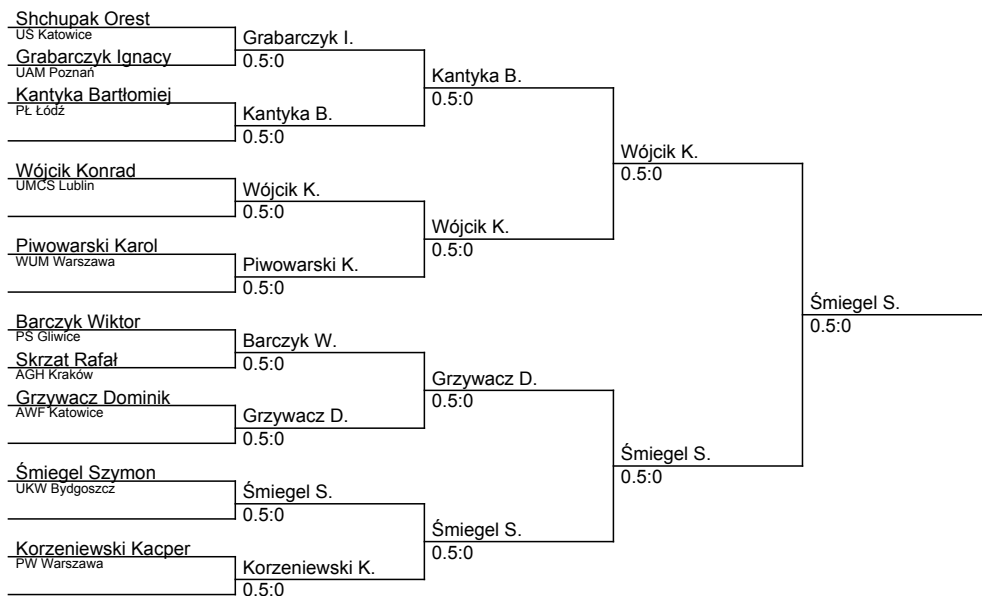 Shchupak Orest
UŚ Katowice
Grabarczyk Ignacy
UAM Poznań
Kantyka Bartłomiej
PŁ Łódź
Wójcik Konrad
UMCS Lublin
Piwowarski Karol
WUM Warszawa
Barczyk Wiktor
PŚ Gliwice
Skrzat Rafał
AGH Kraków
Grzywacz Dominik
AWF Katowice
Śmiegel Szymon
UKW Bydgoszcz
Korzeniewski Kacper
PW Warszawa
Grabarczyk I.
0.5:0
Kantyka B.
0.5:0
Wójcik K.
0.5:0
Piwowarski K.
0.5:0
Barczyk W.
0.5:0
Grzywacz D.
0.5:0
Śmiegel S.
0.5:0
Korzeniewski K.
0.5:0
Kantyka B.
0.5:0
Wójcik K.
0.5:0
Grzywacz D.
0.5:0
Śmiegel S.
0.5:0
Wójcik K.
0.5:0
Śmiegel S.
0.5:0
Śmiegel S.
0.5:0